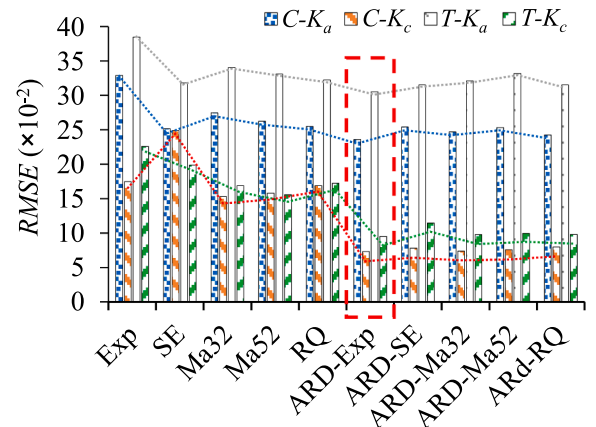 C-Ka C-Kc T-Ka T-Kc
RMSE (×10-2)
40
35
30
25
20
15
10
5
0
Exp
SE
Ma32
Ma52
RQ
ARD-Exp
ARD-SE
ARD-Ma32
ARD-Ma52
ARd-RQ